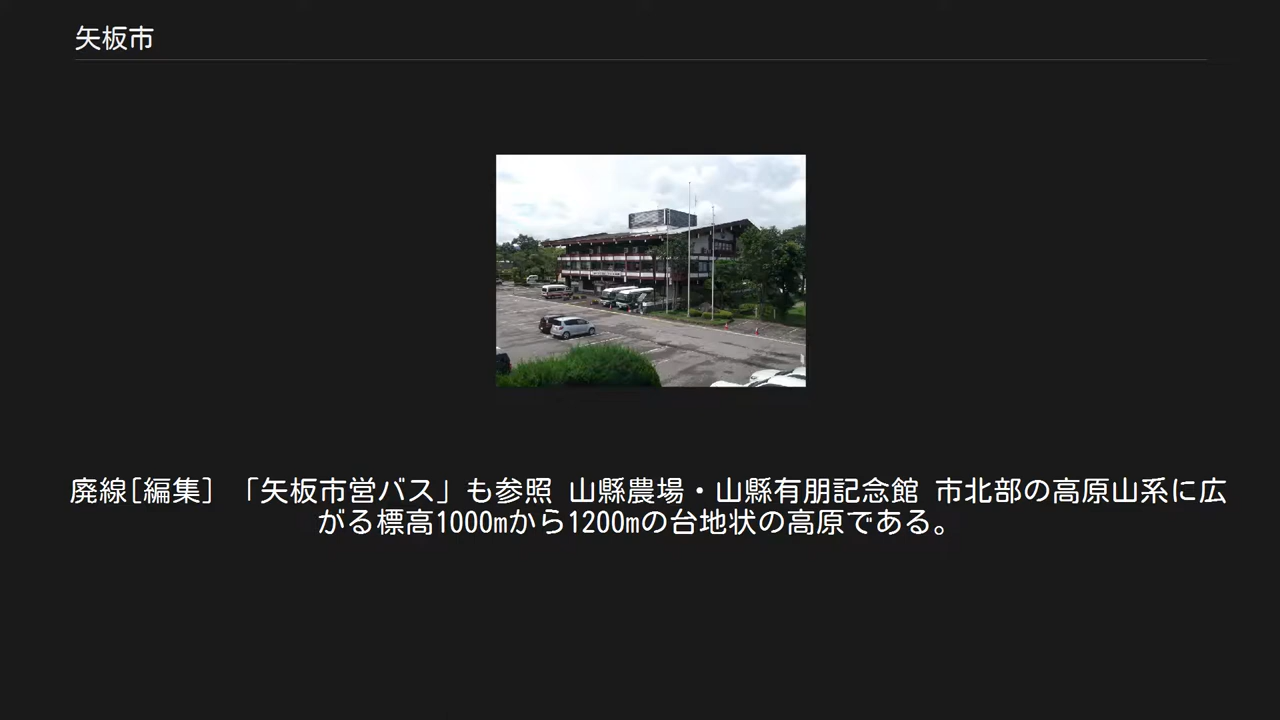 矢板市
廃線[編集] 「矢板市営バス」も参照 山縣農場・山縣有朋記念館 市北部の高原山系に広
がる標高1000mから1200mの台地状の高原である。